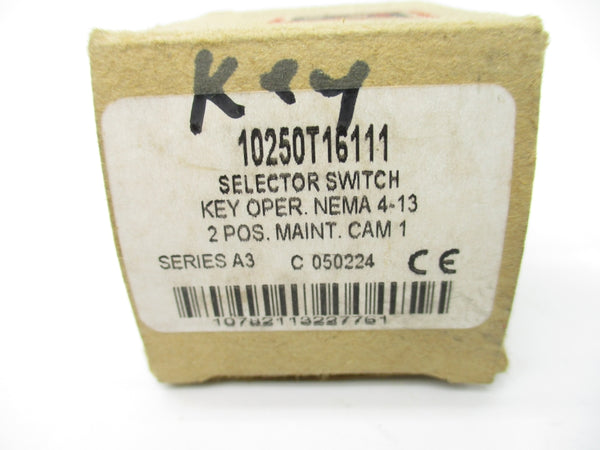 Key
10250T16111
SELECTOR SWITCH
KEY OPER. NEMA 4-13
2 POS. MAINT. CAM 1
SERIES A3 C 050224 CE
10782113227761